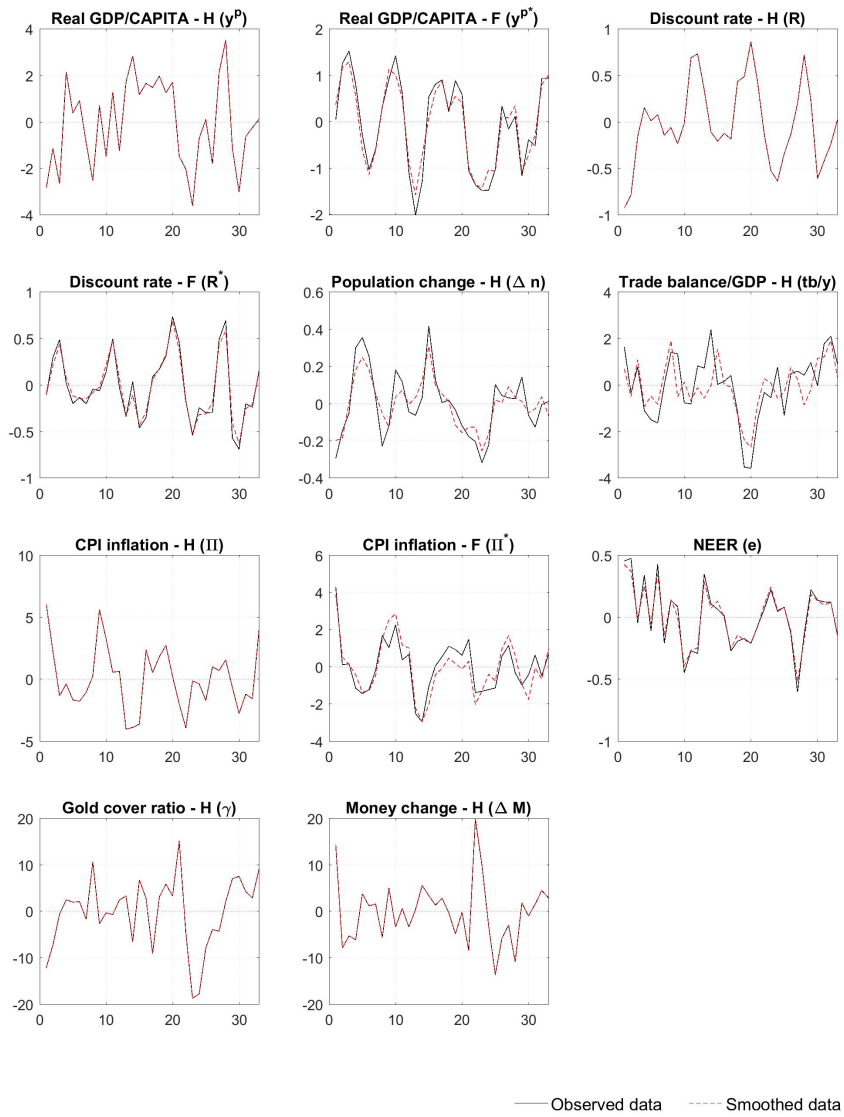 Real GDP/CAPITA - H (y^p)
4
2
0
-2
-4
0 10 20 30
Real GDP/CAPITA - F (y^p*)
2
1
0
-1
-2
0 10 20 30
Discount rate - H (R)
1
0.5
0
-0.5
-1
0 10 20 30
Discount rate - F (R^*)
1
0.5
0
-0.5
-1
0 10 20 30
Population change - H (Δ n)
0.6
0.4
0.2
0
-0.2
-0.4
0 10 20 30
Trade balance/GDP - H (tb/y)
4
2
0
-2
-4
0 10 20 30
CPI inflation - H (Π)
10
5
0
-5
0 10 20 30
CPI inflation - F (Π^*)
6
4
2
0
-2
-4
0 10 20 30
NEER (e)
0.5
0
-0.5
-1
0 10 20 30
Gold cover ratio - H (γ)
20
10
0
-10
-20
0 10 20 30
Money change - H (Δ M)
20
10
0
-10
-20
0 10 20 30
Observed data Smoothed data